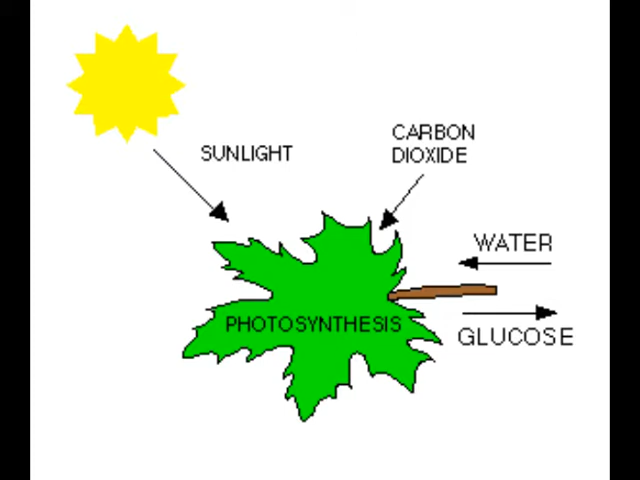 SUNLIGHT
CARBON
DIOXIDE
WATER
PHOTOSYNTHESIS
GLUCOSE